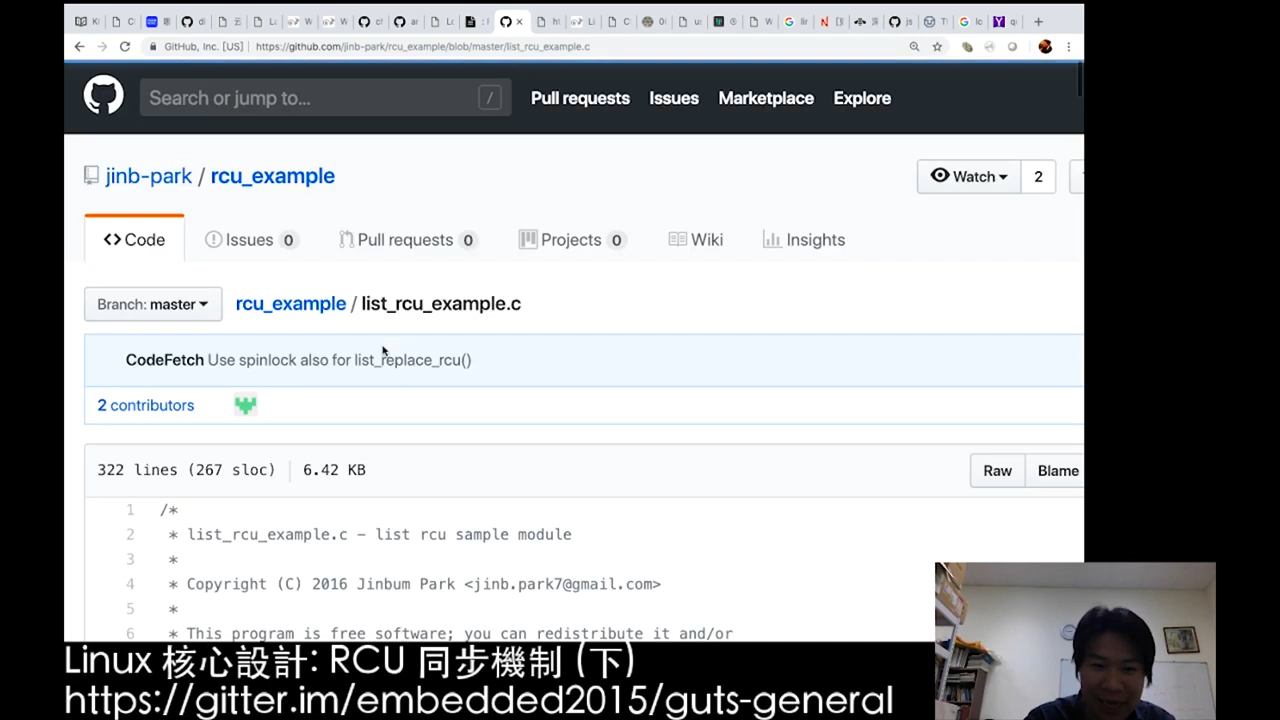 GitHub, Inc. [US] https://github.com/jinb-park/rcu_example/blob/master/list_rcu_example.c
Search or jump to... /
Pull requests Issues Marketplace Explore
jinb-park / rcu_example
Watch 2
Code Issues 0 Pull requests 0 Projects 0 Wiki Insights
Branch: master rcu_example / list_rcu_example.c
CodeFetch Use spinlock also for list_replace_rcu()
2 contributors
322 lines (267 sloc) 6.42 KB
Raw Blame
1 /*
2 * list_rcu_example.c - list rcu sample module
3 *
4 * Copyright (C) 2016 Jinbum Park <jinb.park7@gmail.com>
5 *
6 * This program is free software; you can redistribute it and/or
Linux 核心設計: RCU 同步機制 (下)
https://gitter.im/embedded2015/guts-general